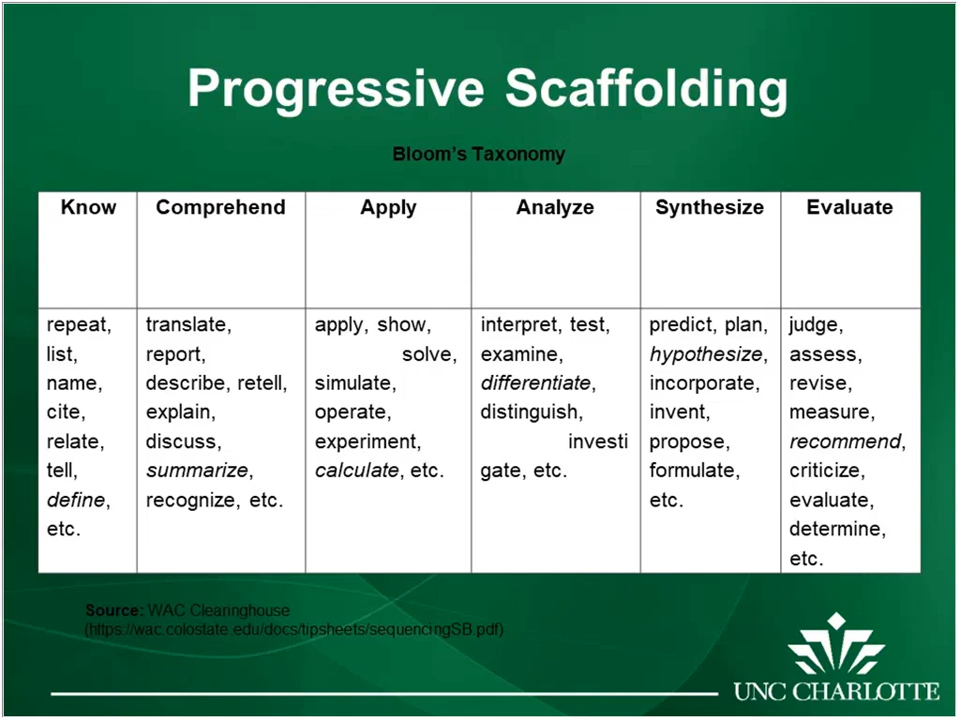 Progressive Scaffolding
Bloom's Taxonomy
Know
Comprehend
Apply
Analyze
Synthesize
Evaluate
repeat,
list,
name,
cite,
relate,
tell,
define,
etc.
translate,
report,
describe, retell,
explain,
discuss,
summarize,
recognize, etc.
apply, show,
solve,
simulate,
operate,
experiment,
calculate, etc.
interpret, test,
examine,
differentiate,
distinguish,
investi
gate, etc.
predict, plan,
hypothesize,
incorporate,
invent,
propose,
formulate,
etc.
judge,
assess,
revise,
measure,
recommend,
criticize,
evaluate,
determine,
etc.
Source: WAC Clearinghouse
(https://wac.colostate.edu/docs/tipsheets/sequencingSB.pdf)
UNC CHARLOTTE